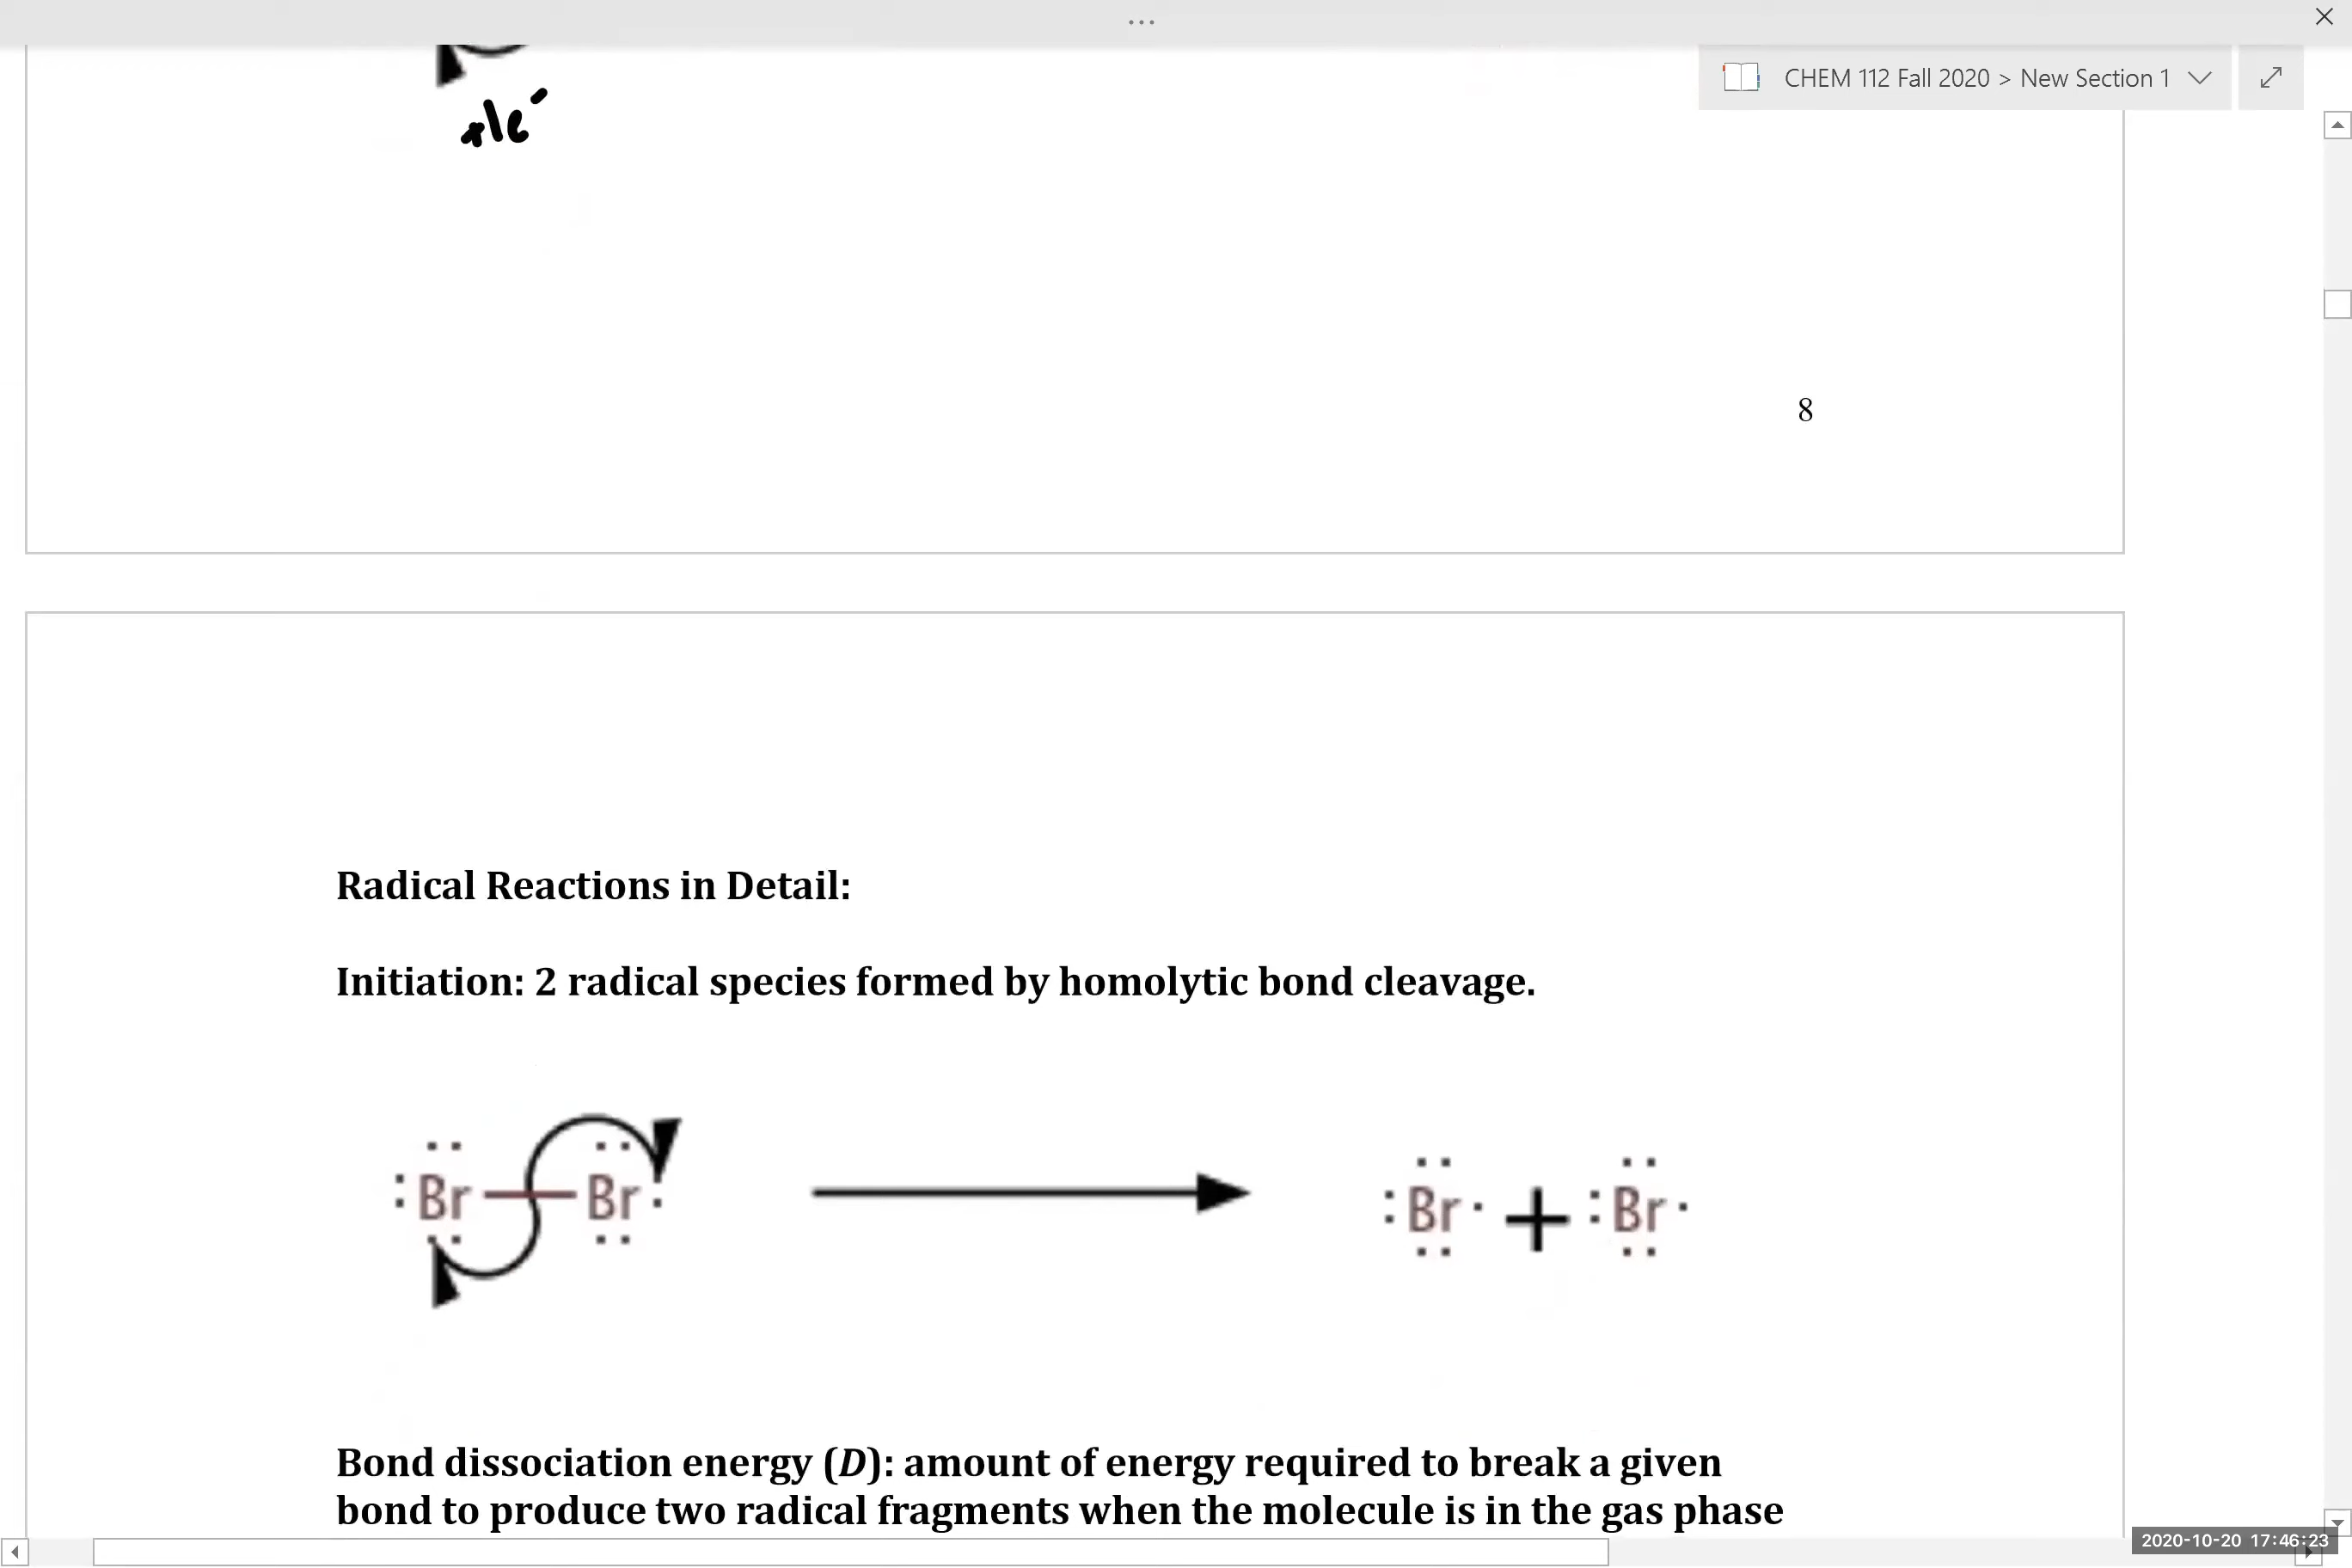 CHEM 112 Fall 2020 > New Section 1
+1e-
8
Radical Reactions in Detail:
Initiation: 2 radical species formed by homolytic bond cleavage.
:Br—Br: :Br· + :Br·
Bond dissociation energy (D): amount of energy required to break a given
bond to produce two radical fragments when the molecule is in the gas phase
2020-10-20 17:46:23